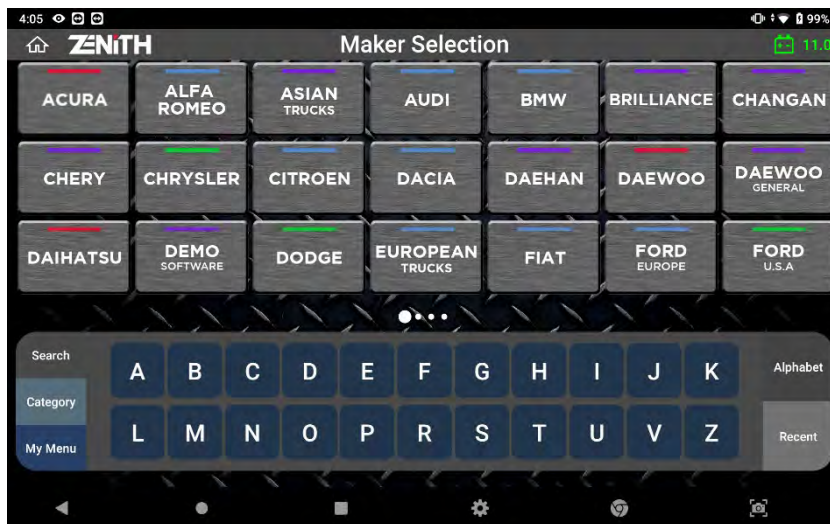 4:05
99%
ZENITH
Maker Selection
11.0
ACURA
ALFA
ROMEO
ASIAN
TRUCKS
AUDI
BMW
BRILLIANCE
CHANGAN
CHERY
CHRYSLER
CITROEN
DACIA
DAEHAN
DAEWOO
DAEWOO
GENERAL
DAIHATSU
DEMO
SOFTWARE
DODGE
EUROPEAN
TRUCKS
FIAT
FORD
EUROPE
FORD
U.S.A
Search
A B C D E F G H I J K
Alphabet
Category
L M N O P R S T U V Z
My Menu
Recent